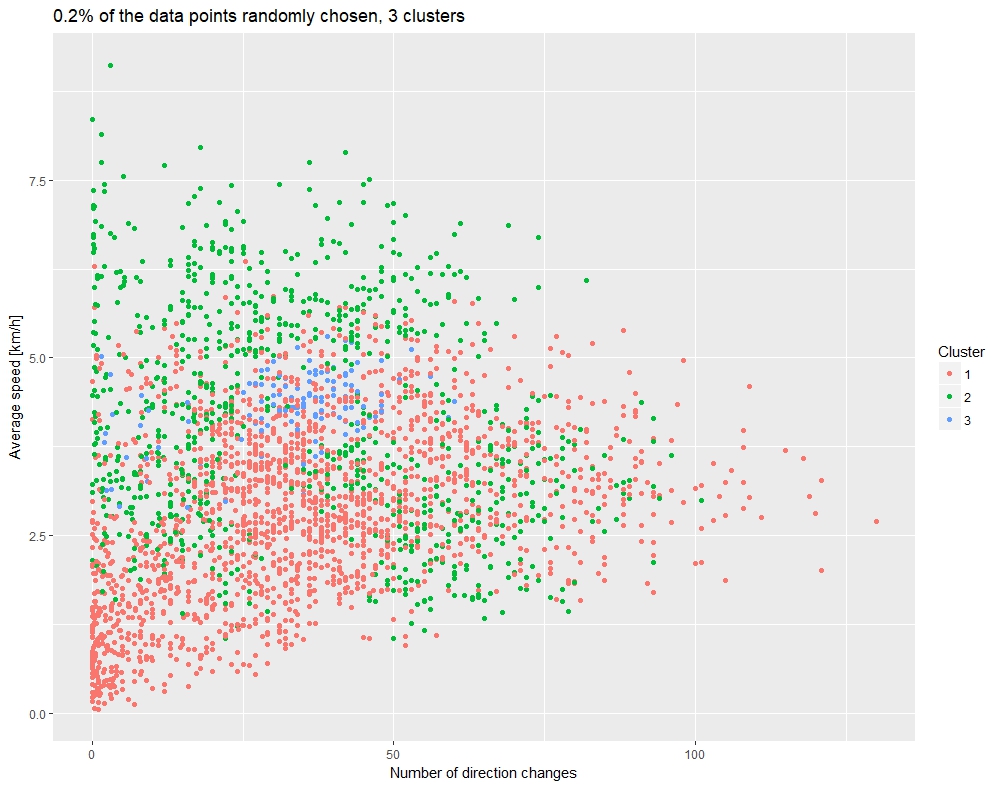 0.2% of the data points randomly chosen, 3 clusters
Average speed [km/h]
7.5
5.0
2.5
0.0
0
50
100
Number of direction changes
Cluster
1
2
3